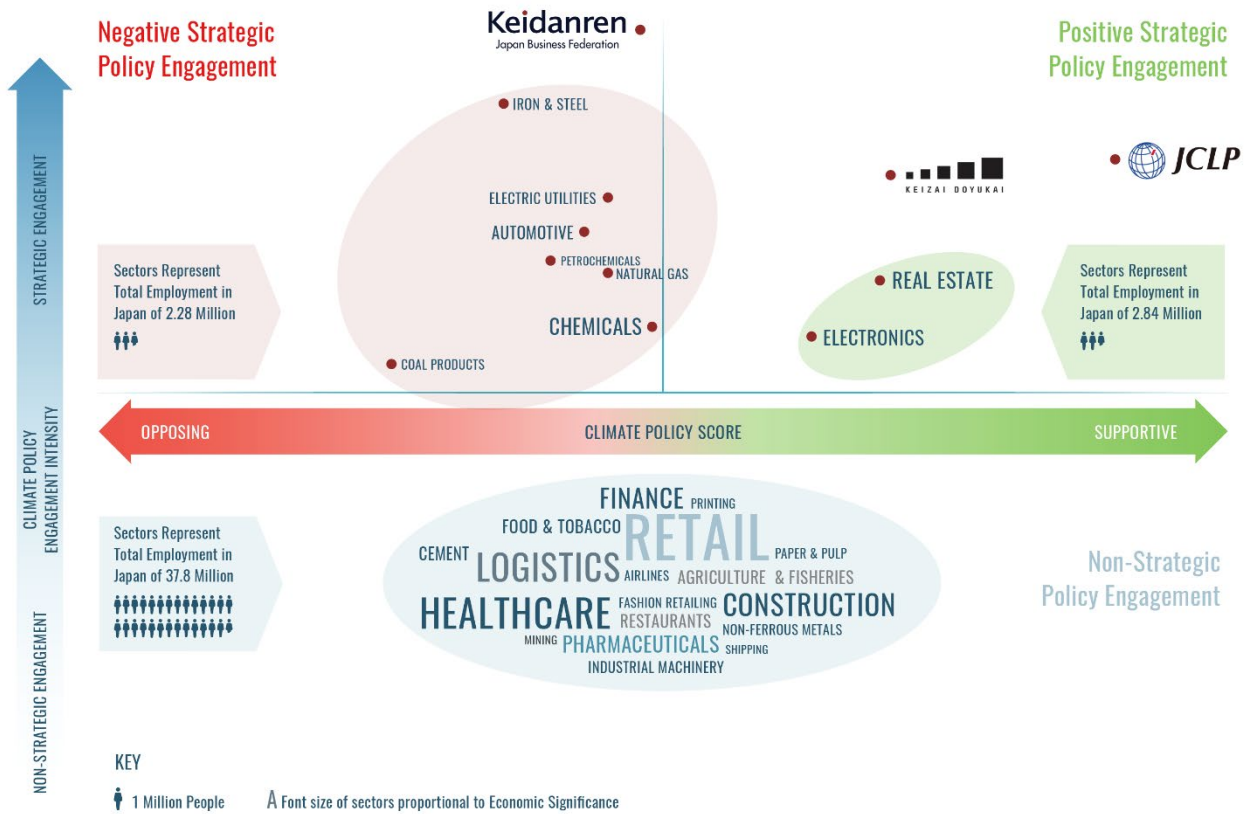 Negative Strategic
Policy Engagement
Keidanren
Japan Business Federation
Positive Strategic
Policy Engagement
STRATEGIC ENGAGEMENT
CLIMATE POLICY
ENGAGEMENT INTENSITY
NON-STRATEGIC ENGAGEMENT
IRON & STEEL
ELECTRIC UTILITIES
AUTOMOTIVE
PETROCHEMICALS
NATURAL GAS
CHEMICALS
COAL PRODUCTS
KEIZAI DOYUKAI
JCLP
REAL ESTATE
ELECTRONICS
Sectors Represent
Total Employment in
Japan of 2.28 Million
Sectors Represent
Total Employment in
Japan of 2.84 Million
OPPOSING
CLIMATE POLICY SCORE
SUPPORTIVE
Sectors Represent
Total Employment in
Japan of 37.8 Million
FINANCE
PRINTING
FOOD & TOBACCO
RETAIL
CEMENT
PAPER & PULP
LOGISTICS
AIRLINES
AGRICULTURE & FISHERIES
HEALTHCARE
FASHION RETAILING
CONSTRUCTION
RESTAURANTS
NON-FERROUS METALS
MINING
PHARMACEUTICALS
SHIPPING
INDUSTRIAL MACHINERY
Non-Strategic
Policy Engagement
KEY
1 Million People
A Font size of sectors proportional to Economic Significance